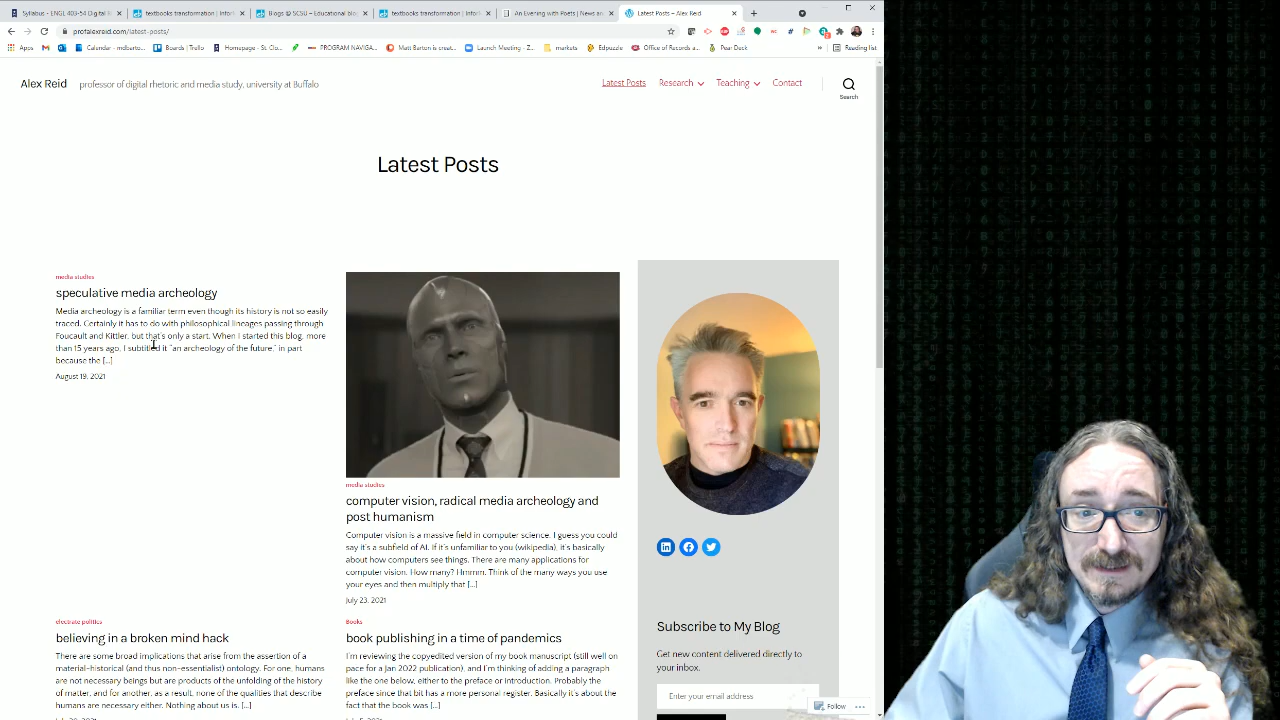 Syllabus - ENGL 403-54 Digital R
textbooks transformation | Infor
Blogs @ SCSU – Educational blo
textbooks transformation | Infor
An Evening with Poets | News an
Latest Posts – Alex Reid
profalexreid.com/latest-posts/
Apps
Calendar - mdbarto...
Boards | Trello
Homepage - St. Clo...
PROGRAM NAVIGA...
Matt Barton is creati...
Launch Meeting - Z...
markets
Edpuzzle
Office of Records a...
Pear Deck
»
Reading list
Alex Reid
professor of digital rhetoric and media study, university at Buffalo
Latest Posts
Research
Teaching
Contact
Search
Latest Posts
media studies
speculative media archeology
Media archeology is a familiar term even though its history is not so easily
traced. Certainly it has to do with philosophical lineages passing through
Foucault and Kittler, but that's only a start. When I started this blog, more
than 15 years ago, I subtitled it "an archeology of the future," in part
because the [...]
August 19, 2021
media studies
computer vision, radical media archeology and
post humanism
Computer vision is a massive field in computer science. I guess you could
say it's a subfield of AI. If it's unfamiliar to you (wikipedia), it's basically
about how computers see things. There are many applications for
computer vision. How many? Hmmm. Think of the many ways you use
your eyes and then multiply that [...]
July 23, 2021
electrate politics
believing in a broken mind hack
There are some broad implications that arise from the assertion of a
material-historical (and thus non-essentialist) ontology. For one, humans
are not necessary beings but are products of the unfolding of the history
of matter, and for another, as a result, none of the qualities that describe
humans are necessary either. Nothing about us is, [...]
Books
book publishing in a time of pandemics
I'm reviewing the copyedited version of my book manuscript (still well on
pace for a Jan 2022 publication), and I'm thinking of adding a paragraph
like the one below, either to the preface or introduction. Probably the
preface since that bit has a more personal register. Basically it's about the
fact that the book was [...]
Subscribe to My Blog
Get new content delivered directly to
your inbox.
Enter your email address
Follow